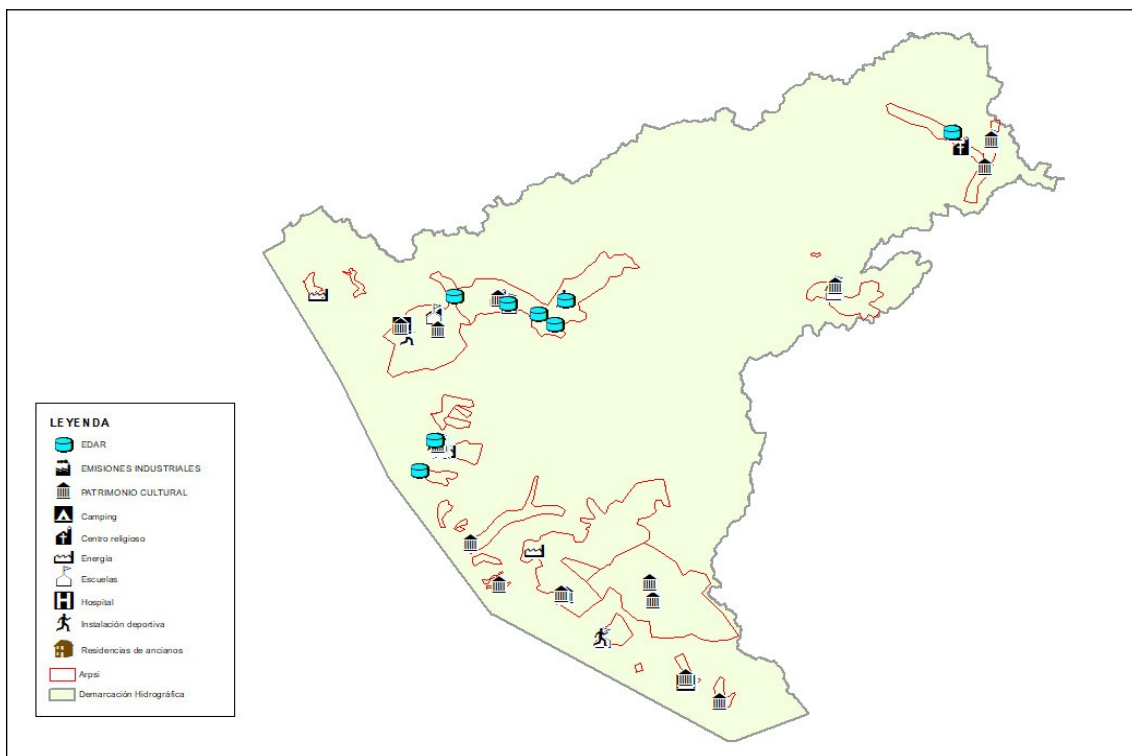 LEYENDA
EDAR
EMISIONES INDUSTRIALES
PATRIMONIO CULTURAL
Camping
Centro religioso
Energía
Escuelas
Hospital
Instalación deportiva
Residencias de ancianos
Arpsi
Demarcación Hidrográfica